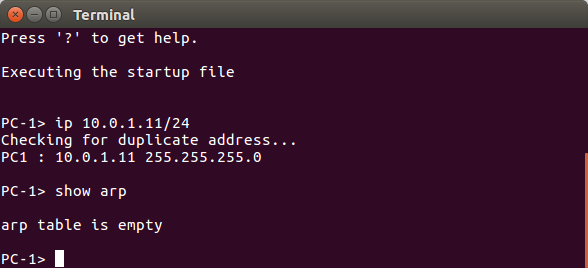 Terminal
Press '?' to get help.
Executing the startup file
PC-1> ip 10.0.1.11/24
Checking for duplicate address...
PC1 : 10.0.1.11 255.255.255.0
PC-1> show arp
arp table is empty
PC-1>